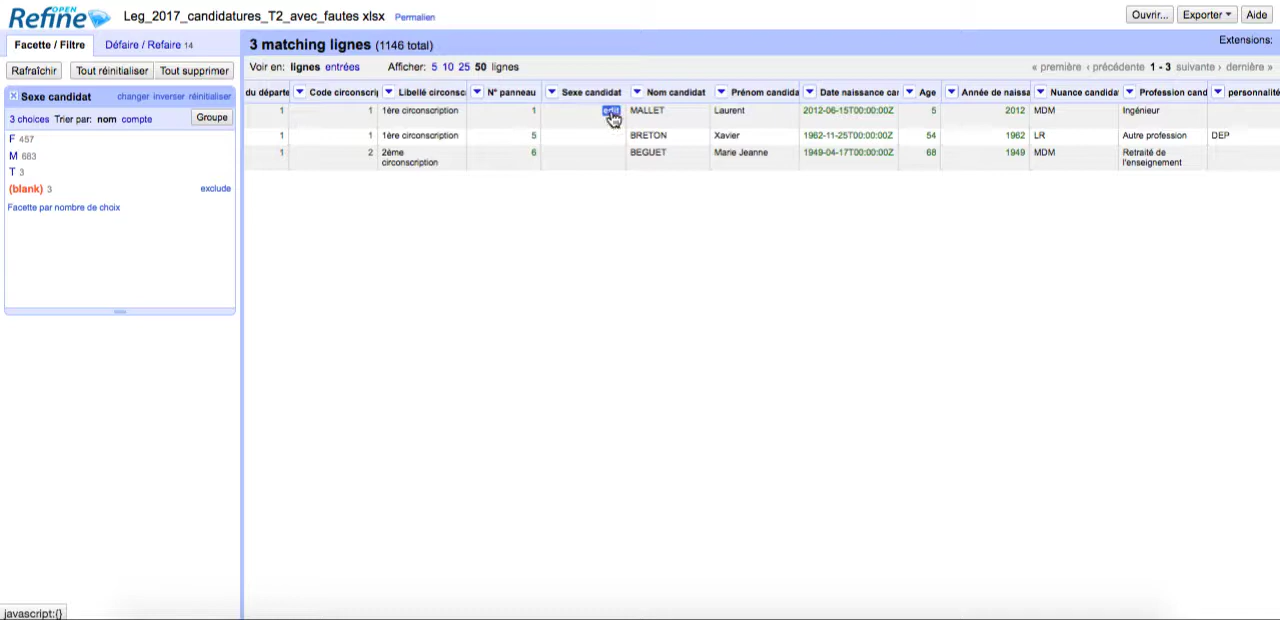 OPEN
Refine Leg_2017_candidatures_T2_avec_fautes xlsx Permalien Ouvrir... Exporter Aide
Facette / Filtre Défaire / Refaire 14 3 matching lignes (1146 total) Extensions:
Rafraîchir Tout réinitialiser Tout supprimer Voir en: lignes entrées Afficher: 5 10 25 50 lignes « première ‹ précédente 1 - 3 suivante › dernière »
Sexe candidat changer inverser réinitialiser
3 choices Trier par: nom compte Groupe
F 457
M 683
T 3
(blank) 3 exclude
Facette par nombre de choix
du départe Code circonscri Libellé circonsc N° panneau Sexe candidat Nom candidat Prénom candida Date naissance can Age Année de naissa Nuance candida Profession cand personnalité
1 1 1ère circonscription 1 edit MALLET Laurent 2012-06-15T00:00:00Z 5 2012 MDM Ingénieur
1 1 1ère circonscription 5 BRETON Xavier 1962-11-25T00:00:00Z 54 1962 LR Autre profession DEP
1 2 2ème circonscription 6 BEGUET Marie Jeanne 1949-04-17T00:00:00Z 68 1949 MDM Retraité de l'enseignement
javascript:{}